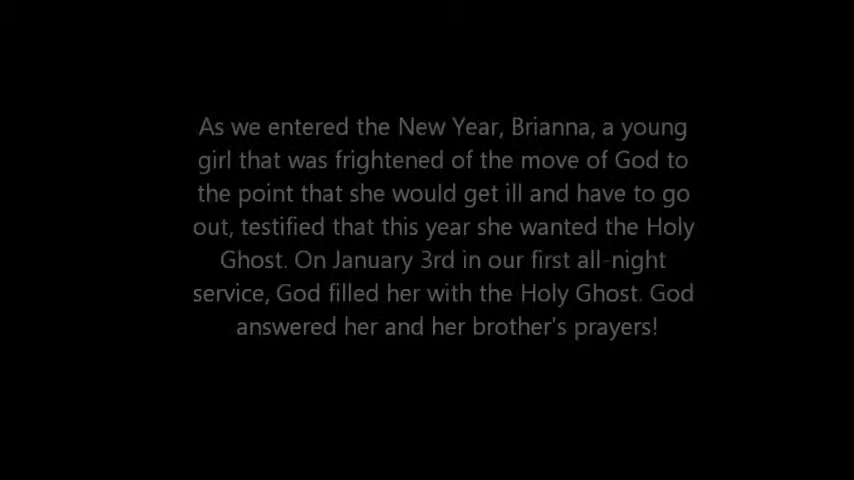 As we entered the New Year, Brianna, a young
girl that was frightened of the move of God to
the point that she would get ill and have to go
out, testified that this year she wanted the Holy
Ghost. On January 3rd in our first all-night
service, God filled her with the Holy Ghost. God
answered her and her brother's prayers!